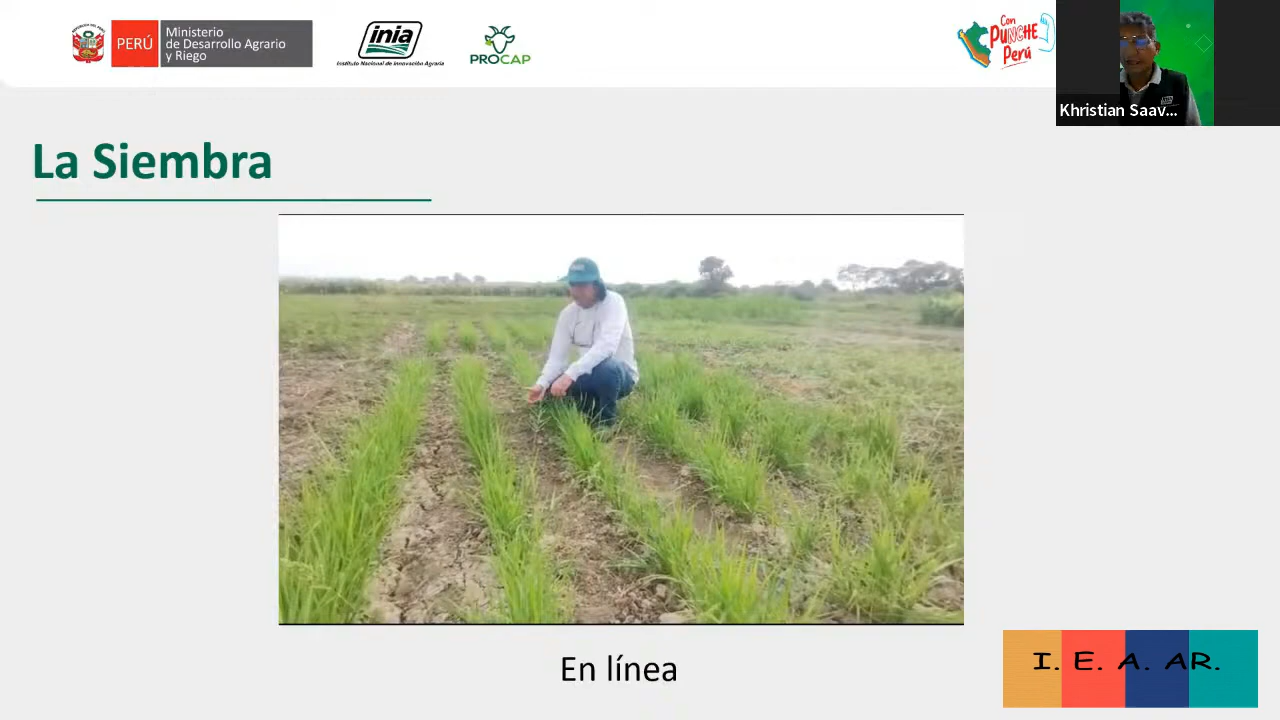 PERÚ
Ministerio
de Desarrollo Agrario
y Riego
inia
Instituto Nacional de Innovación Agraria
PROCAP
Con
PUNCHE
Perú
Khristian Saav...
La Siembra
En línea
I. E. A. AR.